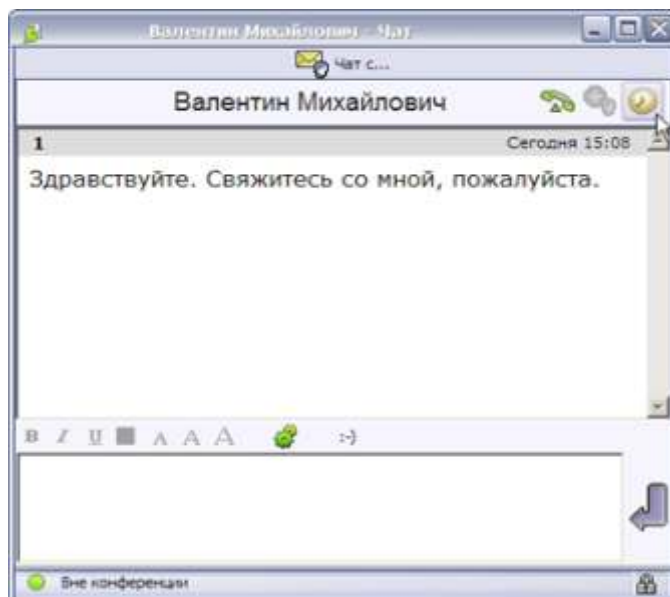 Валентин Михайлович - Чат
Чат с...
Валентин Михайлович
1 Сегодня 15:08
Здравствуйте. Свяжитесь со мной, пожалуйста.
B I U A A A :-)
Вне конференции